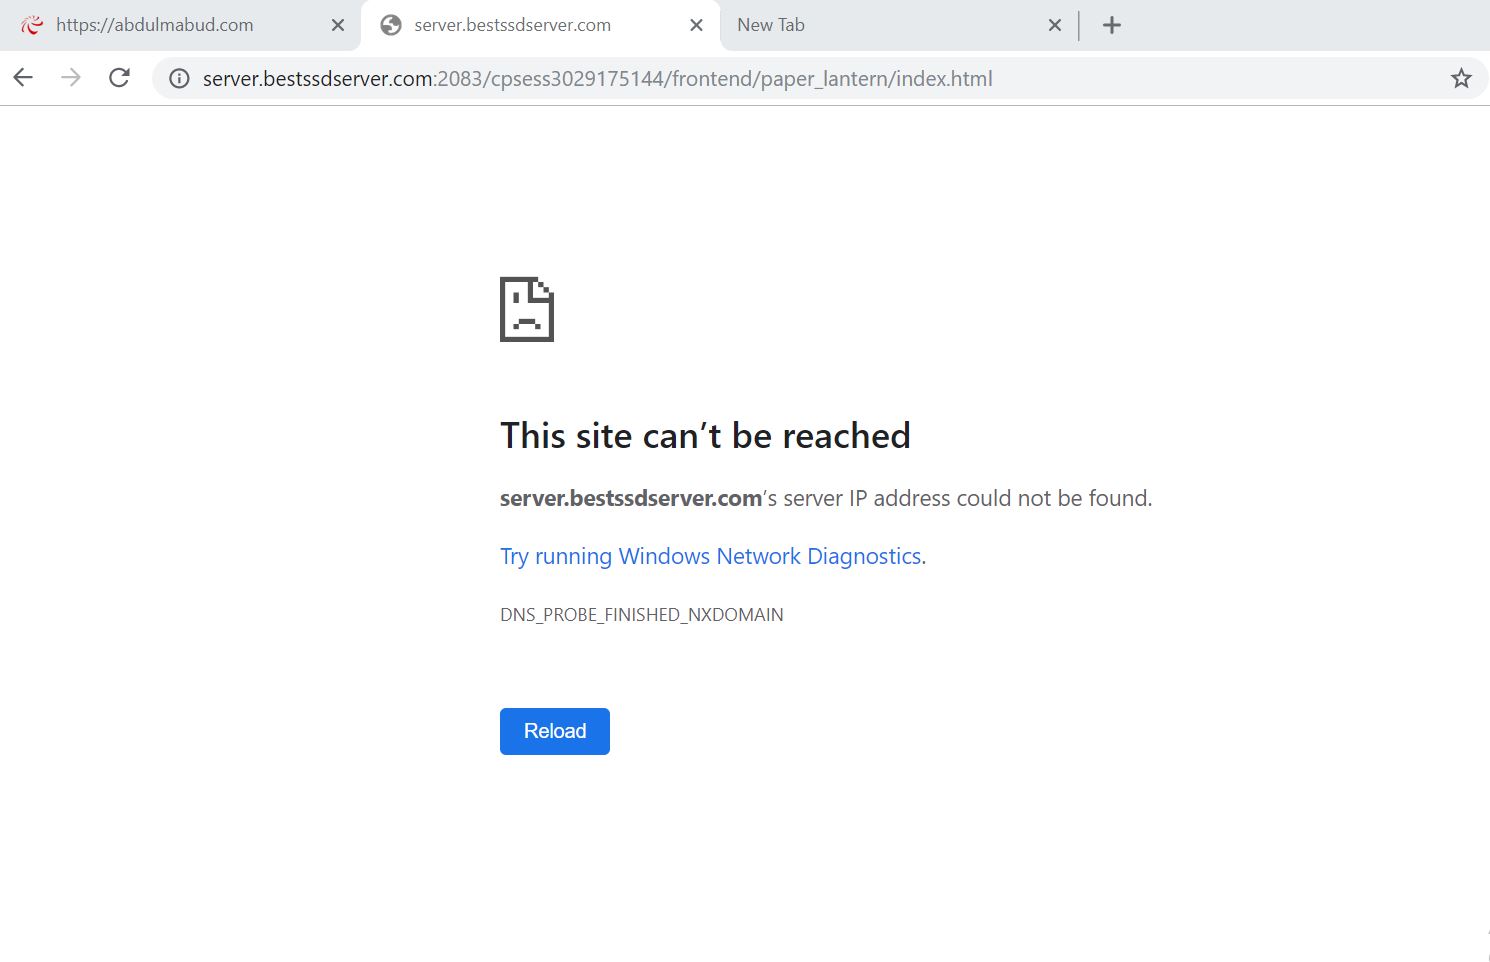 https://abdulmabud.com
server.bestssdserver.com
New Tab
server.bestssdserver.com:2083/cpsess3029175144/frontend/paper_lantern/index.html
This site can’t be reached
server.bestssdserver.com’s server IP address could not be found.
Try running Windows Network Diagnostics.
DNS_PROBE_FINISHED_NXDOMAIN
Reload